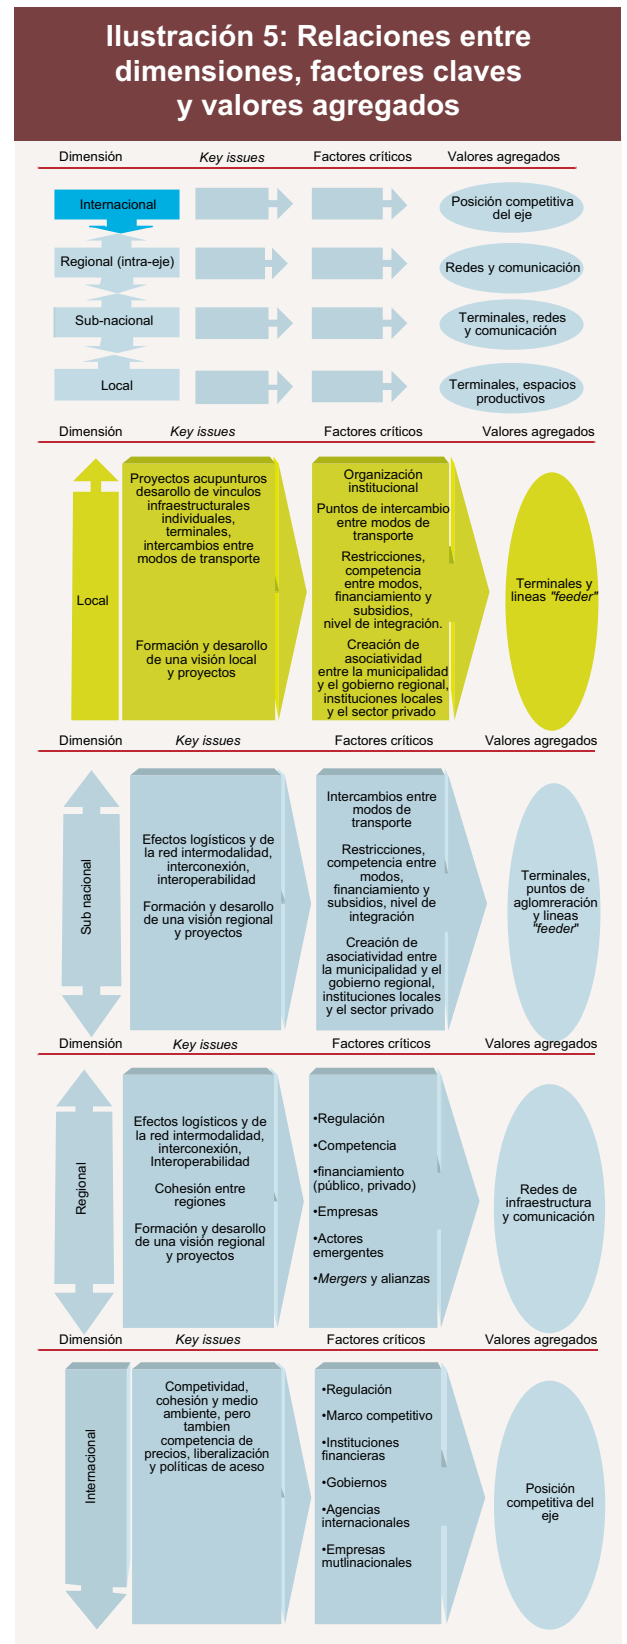 Ilustración 5: Relaciones entre
dimensiones, factores claves
y valores agregados
Dimensión Key issues Factores críticos Valores agregados
Internacional
Posición competitiva
del eje
Regional (intra-eje)
Redes y comunicación
Sub-nacional
Terminales, redes
y comunicación
Local
Terminales, espacios
productivos
Dimensión Key issues Factores críticos Valores agregados
Local
Proyectos acupunturos
desarollo de vinculos
infraestructurales
individuales,
terminales,
intercambios entre
modos de transporte
Formación y desarollo
de una visión local
y proyectos
Organización
institucional
Puntos de intercambio
entre modos de
transporte
Restricciones,
competencia
entre modos,
financiamiento y
subsidios,
nivel de integración.
Creación de
asociatividad
entre la municipalidad
y el gobierno regional,
instituciones locales
y el sector privado
Terminales y
lineas "feeder"
Dimensión Key issues Factores críticos Valores agregados
Sub nacional
Efectos logísticos y de
la red intermodalidad,
interconexión,
interoperabilidad
Formación y desarollo
de una visión regional
y proyectos
Intercambios entre
modos de
transporte
Restricciones,
competencia entre
modos,
financiamiento y
subsidios, nivel de
integración
Creación de
asociatividad entre
la municipalidad y el
gobierno regional,
instituciones locales
y el sector privado
Terminales,
puntos de
aglomreración
y lineas
"feeder"
Dimensión Key issues Factores críticos Valores agregados
Regional
Efectos logísticos y de
la red intermodalidad,
interconexión,
Interoperabilidad
Cohesión entre
regiones
Formación y desarollo
de una visión regional
y proyectos
•Regulación
•Competencia
•financiamiento
(público, privado)
•Empresas
•Actores
emergentes
•Mergers y alianzas
Redes de
infraestructura
y comunicación
Dimensión Key issues Factores críticos Valores agregados
Internacional
Competividad,
cohesión y medio
ambiente, pero
tambien
competencia de
precios, liberalización
y políticas de aceso
•Regulación
•Marco competitivo
•Instituciones
financieras
•Gobiernos
•Agencias
internacionales
•Empresas
mutlinacionales
Posición
competitiva del
eje